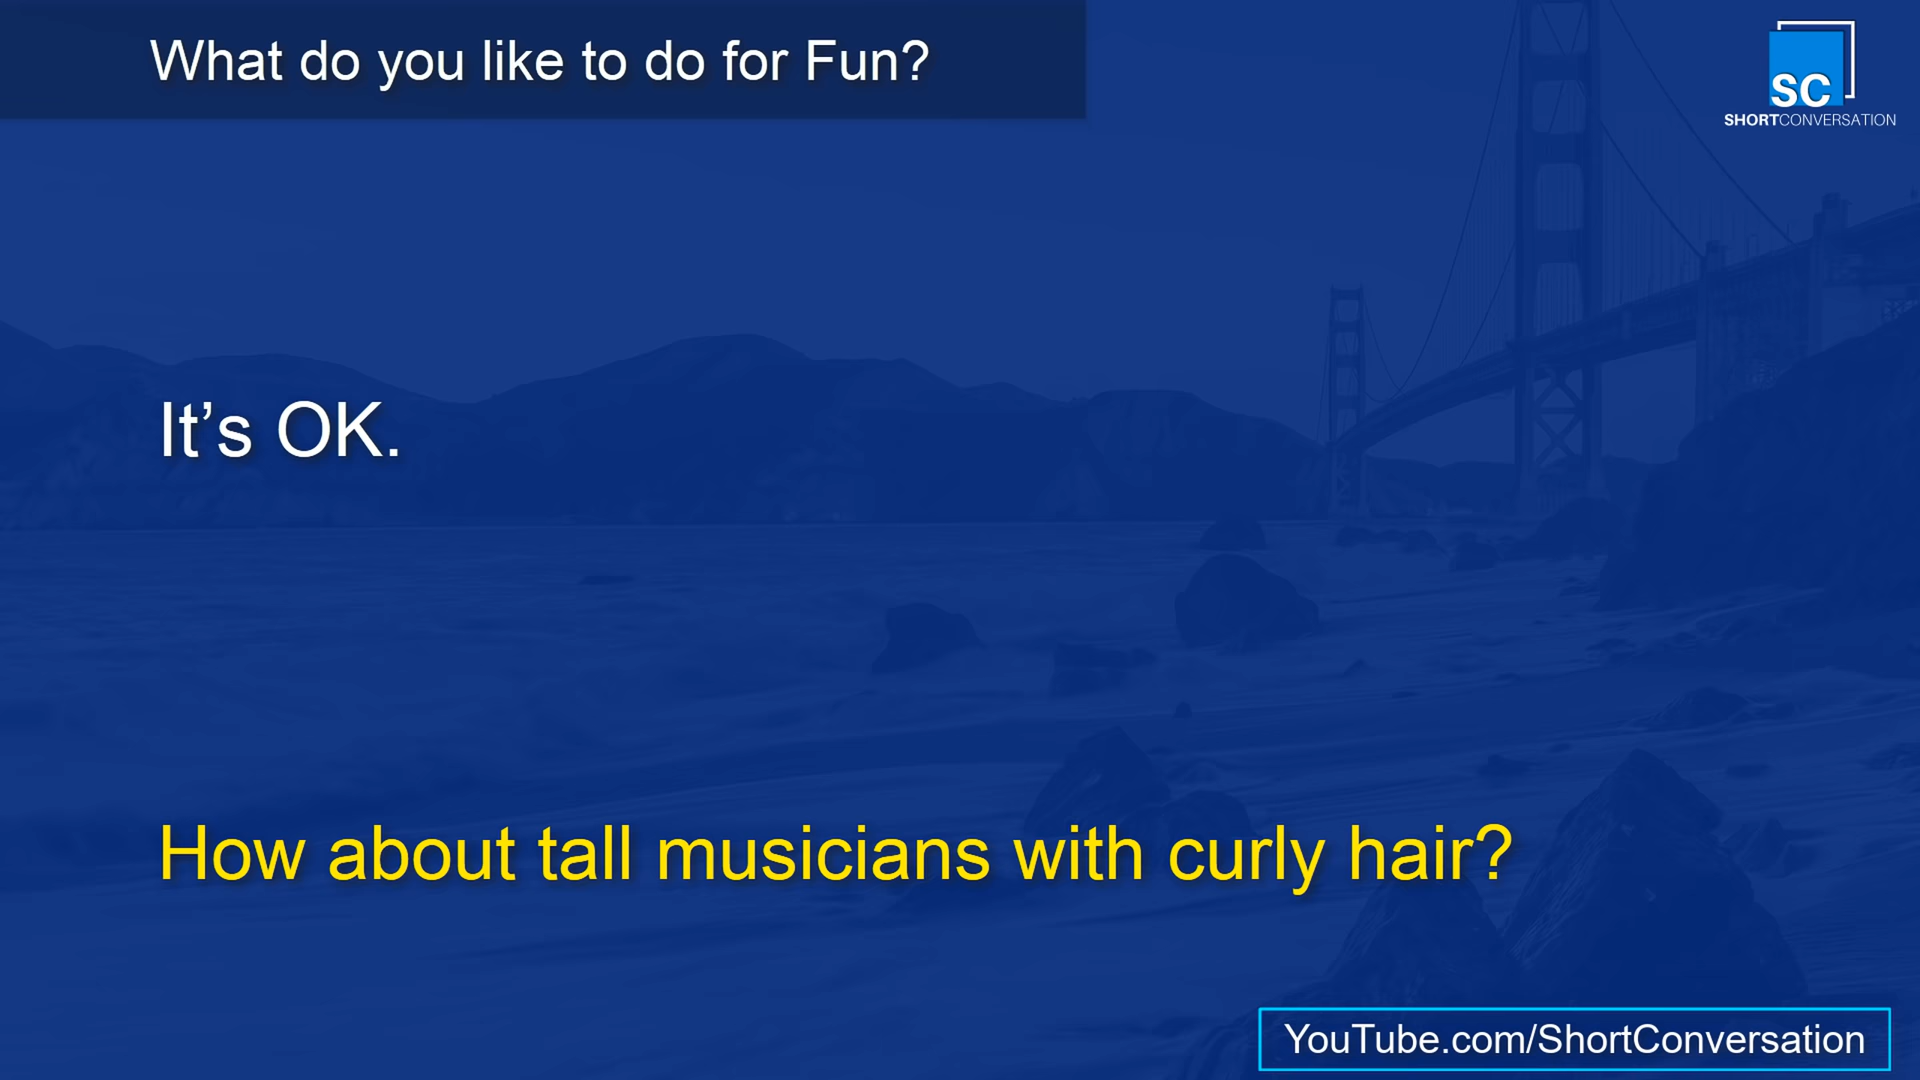 What do you like to do for Fun?
SC
SHORTCONVERSATION
It’s OK.
How about tall musicians with curly hair?
YouTube.com/ShortConversation